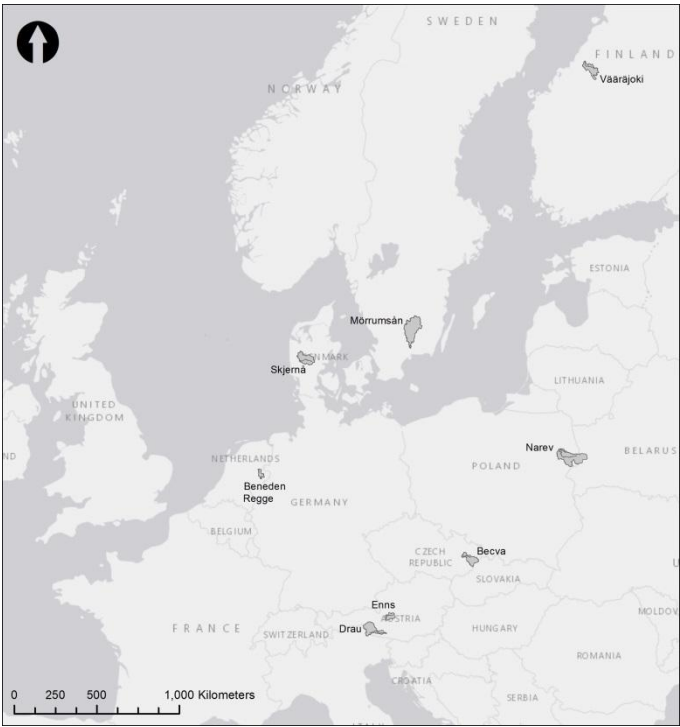 SWEDEN
FINLAND
Vääräjoki
NORWAY
ESTONIA
Mörrumsån
Skjernå
NMARK
LITHUANIA
UNITED
KINGDOM
ND
Narev
BELARUS
NETHERLANDS
POLAND
Beneden
Regge
GERMANY
BELGIUM
CZECH
REPUBLIC
Becva
SLOVAKIA
U
Enns
STRIA
MOLDOV
FRANCE
SWITZERLAND
Drau
HUNGARY
ROMANIA
CROATIA
SERBIA
0 250 500 1,000 Kilometers